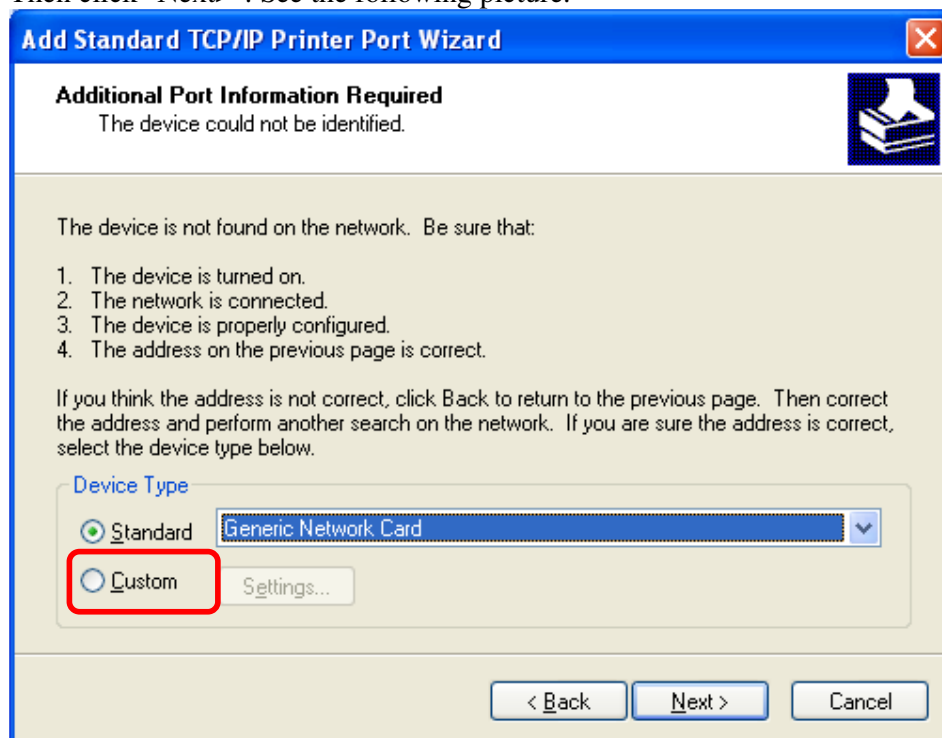 Then click "Next>". See the following picture.
Add Standard TCP/IP Printer Port Wizard
Additional Port Information Required
The device could not be identified.
The device is not found on the network. Be sure that:
1. The device is turned on.
2. The network is connected.
3. The device is properly configured.
4. The address on the previous page is correct.
If you think the address is not correct, click Back to return to the previous page. Then correct
the address and perform another search on the network. If you are sure the address is correct,
select the device type below.
Device Type
Standard Generic Network Card
Custom Settings...
< Back Next > Cancel